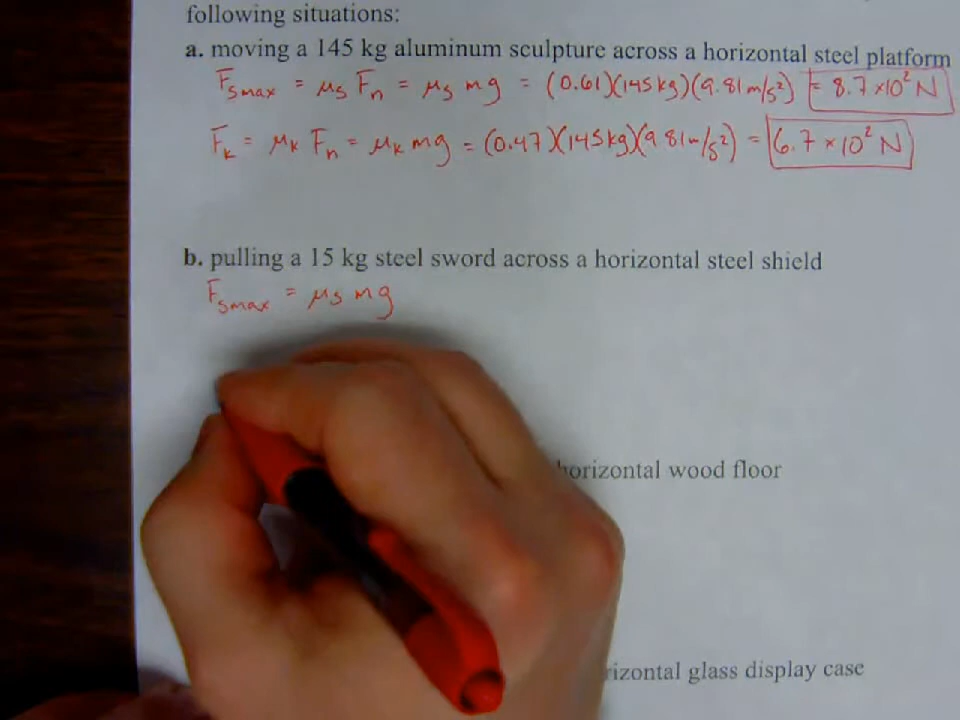 following situations:
a. moving a 145 kg aluminum sculpture across a horizontal steel platform
Fsmax = μs Fn = μs mg = (0.61)(145 kg)(9.81 m/s²) = 8.7 × 10² N
Fk = μk Fn = μk mg = (0.47)(145 kg)(9.81 m/s²) = 6.7 × 10² N
b. pulling a 15 kg steel sword across a horizontal steel shield
Fsmax = μs mg
horizontal wood floor
glass display case